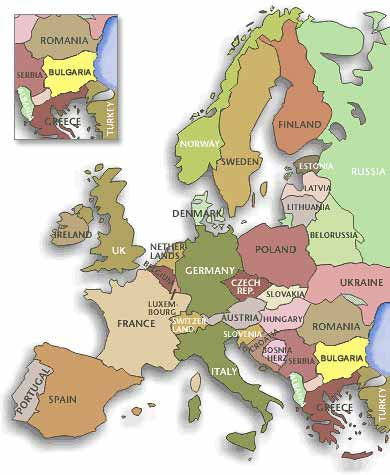 ROMANIA
SERBIA
BULGARIA
GREECE
TURKEY
NORWAY
SWEDEN
FINLAND
RUSSIA
ESTONIA
LATVIA
LITHUANIA
DENMARK
IRELAND
UK
NETHER-
LANDS
BELGIUM
GERMANY
POLAND
BELORUSSIA
CZECH
REP.
UKRAINE
LUXEM-
BOURG
SLOVAKIA
FRANCE
SWITZER
LAND
AUSTRIA
HUNGARY
SLOVENIA
CROATIA
ROMANIA
BOSNIA
HERZ.
SERBIA
BULGARIA
ITALY
PORTUGAL
SPAIN
GREECE
TURKEY